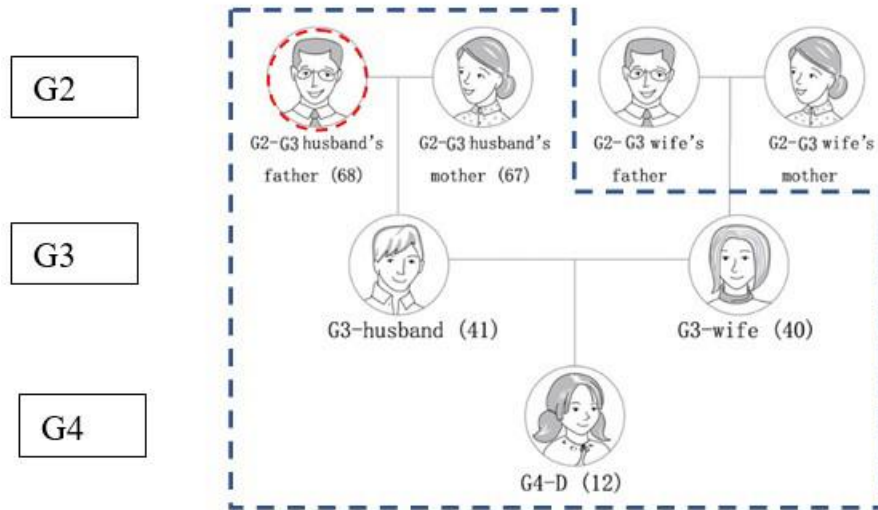 G2
G2-G3 husband's
father (68)
G2-G3 husband's
mother (67)
G2-G3 wife's
father
G2-G3 wife's
mother
G3
G3-husband (41)
G3-wife (40)
G4
G4-D (12)